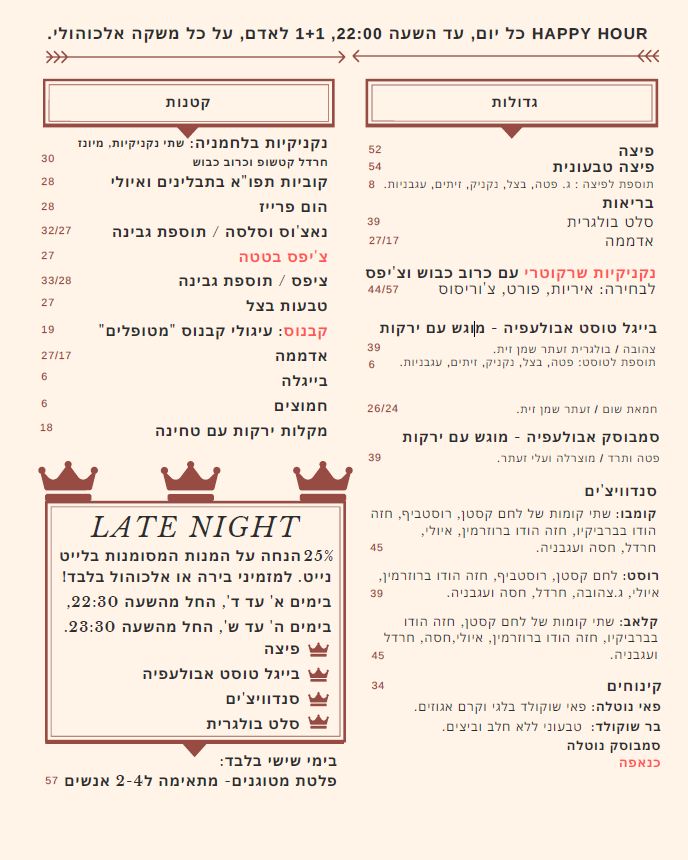 HAPPY HOUR כל יום, עד השעה 22:00, 1+1 לאדם, על כל משקה אלכוהולי.
גדולות
פיצה 52
פיצה טבעונית 54
תוספת לפיצה : ג. פטה, בצל, נקניק, זיתים, עגבניות. 8
בריאות
סלט בולגרית 39
אדממה 27/17
נקניקיות שרקוטרי עם כרוב כבוש וצ'יפס
לבחירה: איריות, פורט, צ'וריסוס 44/57
בייגל טוסט אבולעפיה - מוגש עם ירקות
צהובה / בולגרית זעתר שמן זית. 39
תוספת לטוסט: פטה, בצל, נקניק, זיתים, עגבניות. 6
חמאת שום / זעתר שמן זית. 26/24
סמבוסק אבולעפיה - מוגש עם ירקות
פטה ותרד / מוצרלה ועלי זעתר. 39
סנדוויצ'ים
קומבו: שתי קומות של לחם קסטן, רוסטביף, חזה
הודו בברביקיו, חזה הודו ברוזמרין, איולי,
חרדל, חסה ועגבניה. 45
רוסט: לחם קסטן, רוסטביף, חזה הודו ברוזמרין,
איולי, ג.צהובה, חרדל, חסה ועגבניה. 39
קלאב: שתי קומות של לחם קסטן, חזה הודו
בברביקיו, חזה הודו ברוזמרין, איולי,חסה, חרדל
ועגבניה. 45
קינוחים 34
פאי נוטלה: פאי שוקולד בלגי וקרם אגוזים.
בר שוקולד: טבעוני ללא חלב וביצים.
סמבוסק נוטלה
כנאפה
קטנות
נקניקיות בלחמניה: שתי נקניקיות, מיונז
חרדל קטשופ וכרוב כבוש 30
קוביות תפו"א בתבלינים ואיולי 28
הום פרייז 28
נאצ'וס וסלסה / תוספת גבינה 32/27
צ'יפס בטטה 27
ציפס / תוספת גבינה 33/28
טבעות בצל 27
קבנוס: עיגולי קבנוס "מטופלים" 19
אדממה 27/17
בייגלה 6
חמוצים 6
מקלות ירקות עם טחינה 18
LATE NIGHT
25% הנחה על המנות המסומנות בלייט
נייט. למזמיני בירה או אלכוהול בלבד!
בימים א' עד ד', החל מהשעה 22:30,
בימים ה' עד ש', החל מהשעה 23:30.
פיצה
בייגל טוסט אבולעפיה
סנדוויצ'ים
סלט בולגרית
בימי שישי בלבד:
פלטת מטוגנים- מתאימה ל2-4 אנשים 57